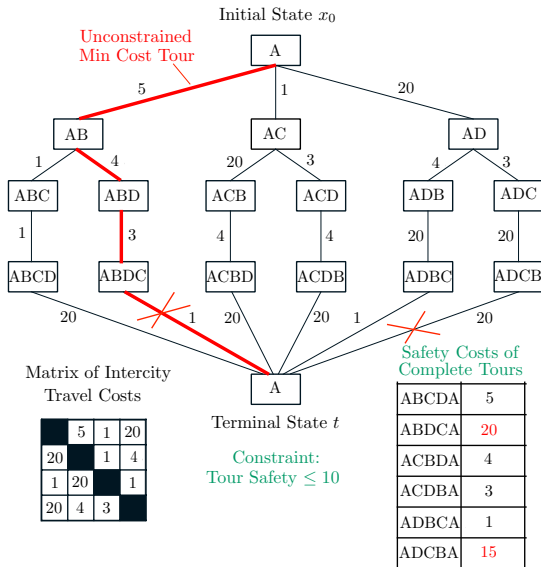 Initial State x₀
Unconstrained
Min Cost Tour
A
5 1 20
AB AC AD
1 4 20 3 4 3
ABC ABD ACB ACD ADB ADC
1 3 4 4 20 20
ABCD ABDC ACBD ACDB ADBC ADCB
20 1 20 20 1 20
A
Terminal State t
Matrix of Intercity
Travel Costs
5 1 20
20 1 4
1 20 1
20 4 3
Constraint:
Tour Safety ≤ 10
Safety Costs of
Complete Tours
ABCDA 5
ABDCA 20
ACBDA 4
ACDBA 3
ADBCA 1
ADCBA 15